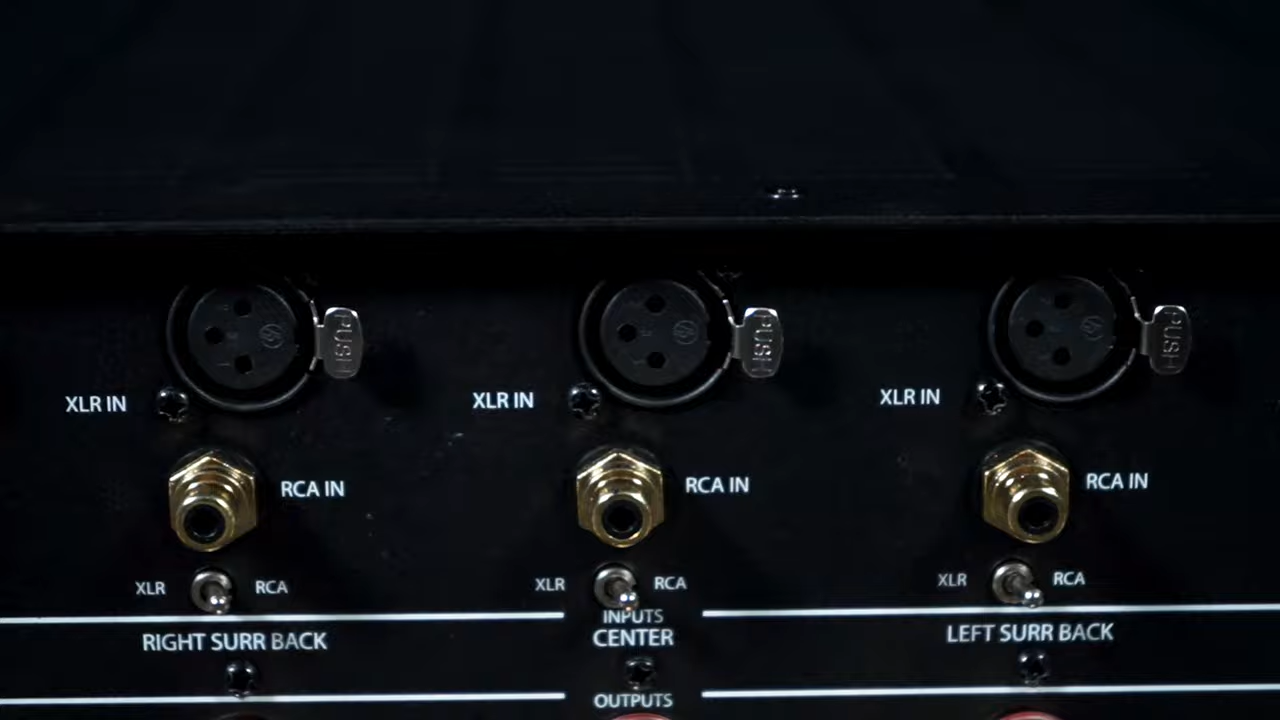 PUSH
PUSH
PUSH
XLR IN
XLR IN
XLR IN
RCA IN
RCA IN
RCA IN
XLR RCA
XLR RCA
XLR RCA
INPUTS
RIGHT SURR BACK
CENTER
LEFT SURR BACK
OUTPUTS